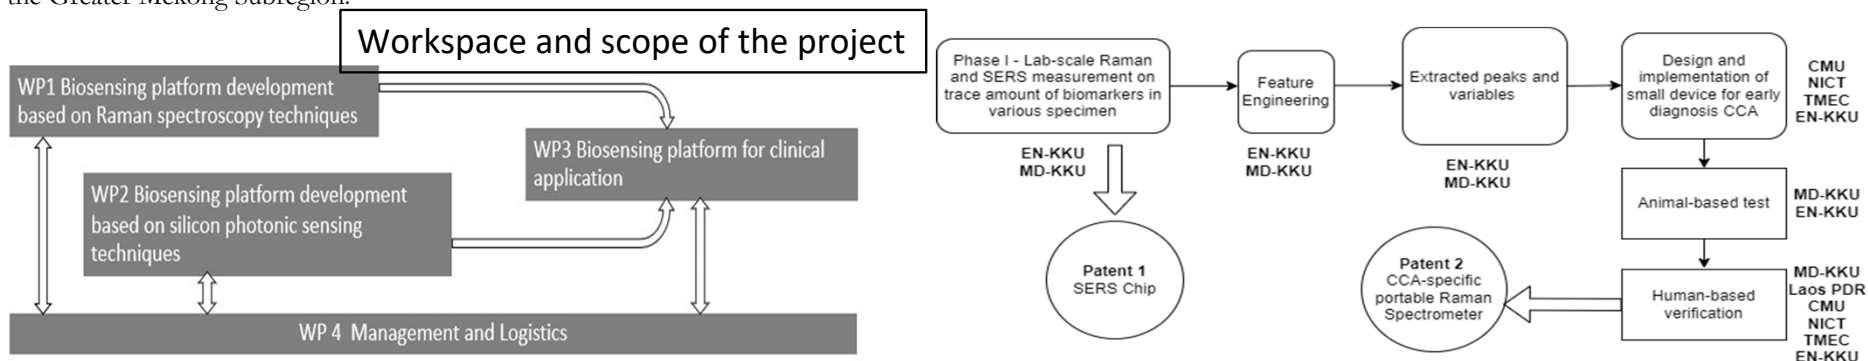 the Greater Mekong Subregion.
Workspace and scope of the project
WP1 Biosensing platform development
based on Raman spectroscopy techniques
WP2 Biosensing platform development
based on silicon photonic sensing
techniques
WP3 Biosensing platform for clinical
application
WP 4 Management and Logistics
Phase I - Lab-scale Raman
and SERS measurement on
trace amount of biomarkers in
various specimen
EN-KKU
MD-KKU
Feature
Engineering
EN-KKU
MD-KKU
Extracted peaks and
variables
EN-KKU
MD-KKU
Design and
implementation of
small device for early
diagnosis CCA
CMU
NICT
TMEC
EN-KKU
Animal-based test
MD-KKU
EN-KKU
Human-based
verification
MD-KKU
Laos PDR
CMU
NICT
TMEC
EN-KKU
Patent 1
SERS Chip
Patent 2
CCA-specific
portable Raman
Spectrometer